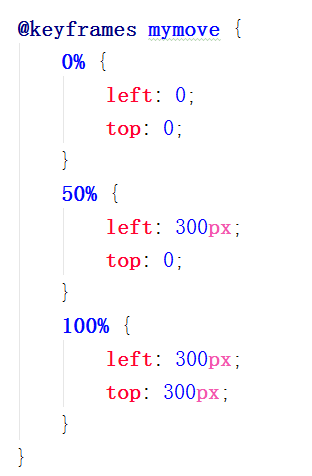 @keyframes mymove {
0% {
left: 0;
top: 0;
}
50% {
left: 300px;
top: 0;
}
100% {
left: 300px;
top: 300px;
}
}